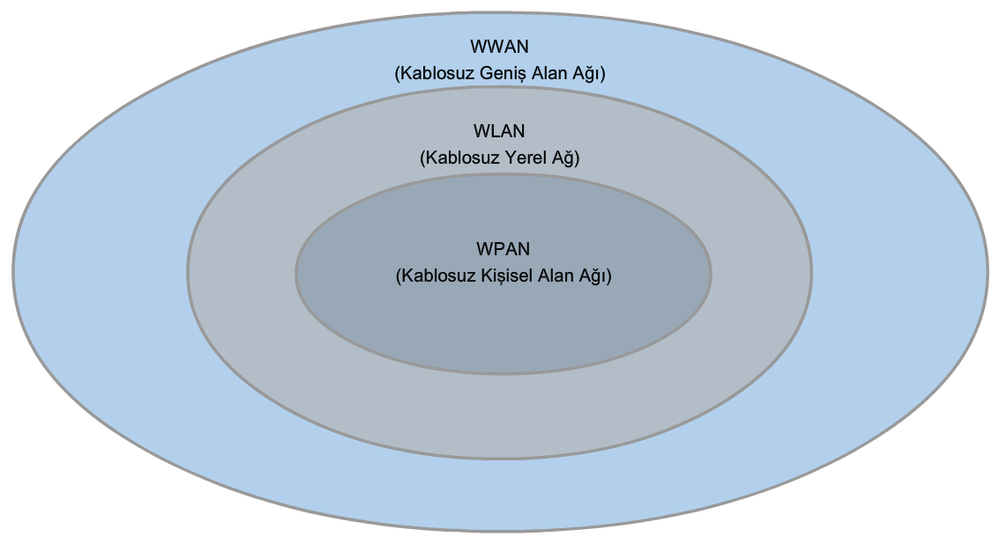 WWAN
(Kablosuz Geniş Alan Ağı)
WLAN
(Kablosuz Yerel Ağ)
WPAN
(Kablosuz Kişisel Alan Ağı)